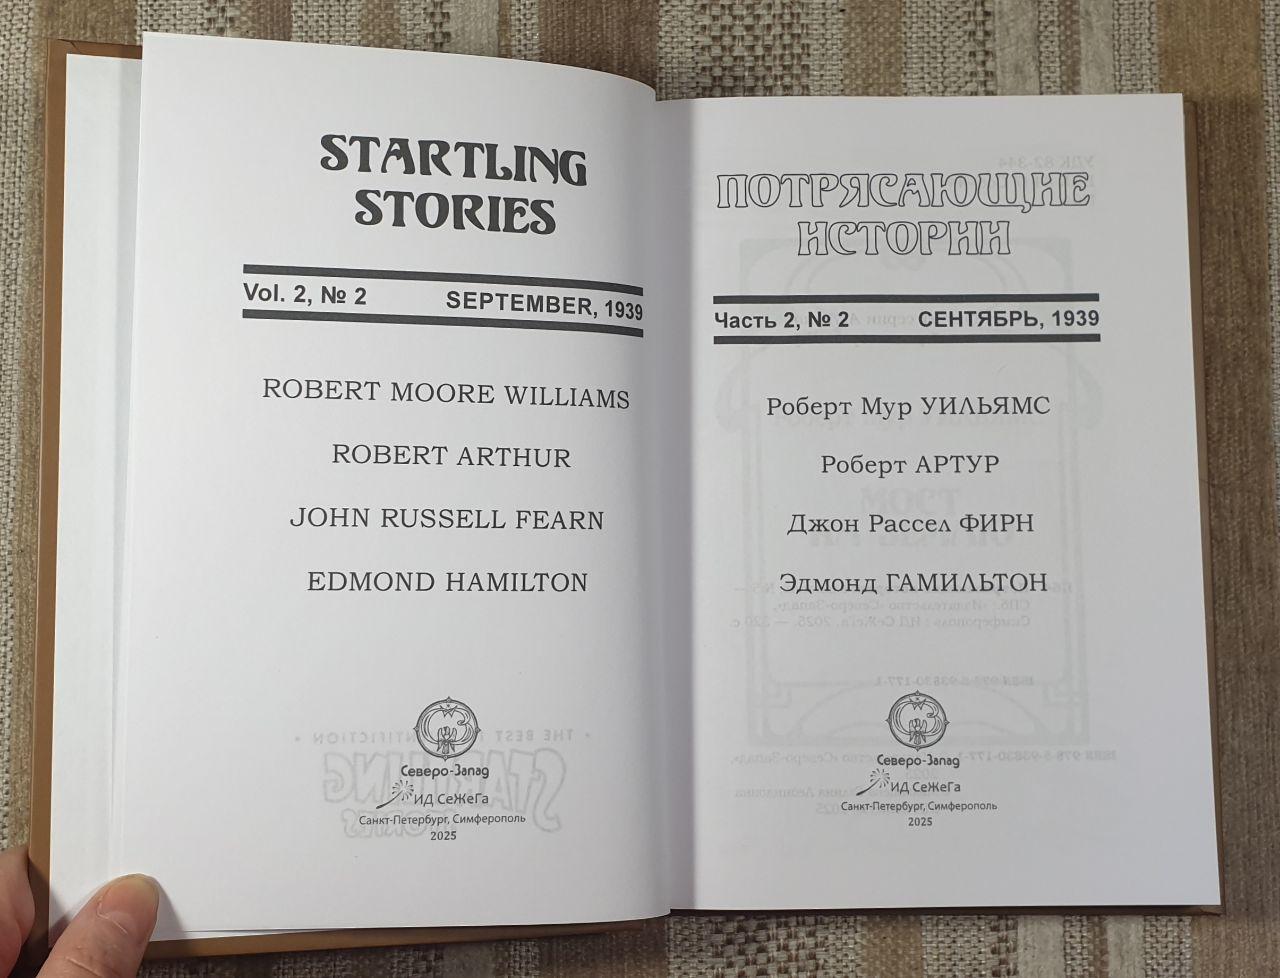 STARTLING
STORIES
Vol. 2, № 2 SEPTEMBER, 1939
ROBERT MOORE WILLIAMS
ROBERT ARTHUR
JOHN RUSSELL FEARN
EDMOND HAMILTON
Северо-Запад
ИД СеЖеГа
Санкт-Петербург, Симферополь
2025
ПОТРЯСАЮЩИЕ
ИСТОРИИ
Часть 2, № 2 СЕНТЯБРЬ, 1939
Роберт Мур УИЛЬЯМС
Роберт АРТУР
Джон Рассел ФИРН
Эдмонд ГАМИЛЬТОН
Северо-Запад
ИД СеЖеГа
Санкт-Петербург, Симферополь
2025